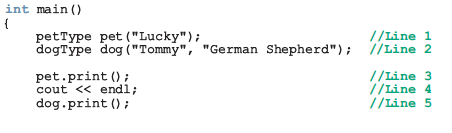 int main()
{
petType pet("Lucky"); //Line 1
dogType dog("Tommy", "German Shepherd"); //Line 2
pet.print(); //Line 3
cout << endl; //Line 4
dog.print(); //Line 5